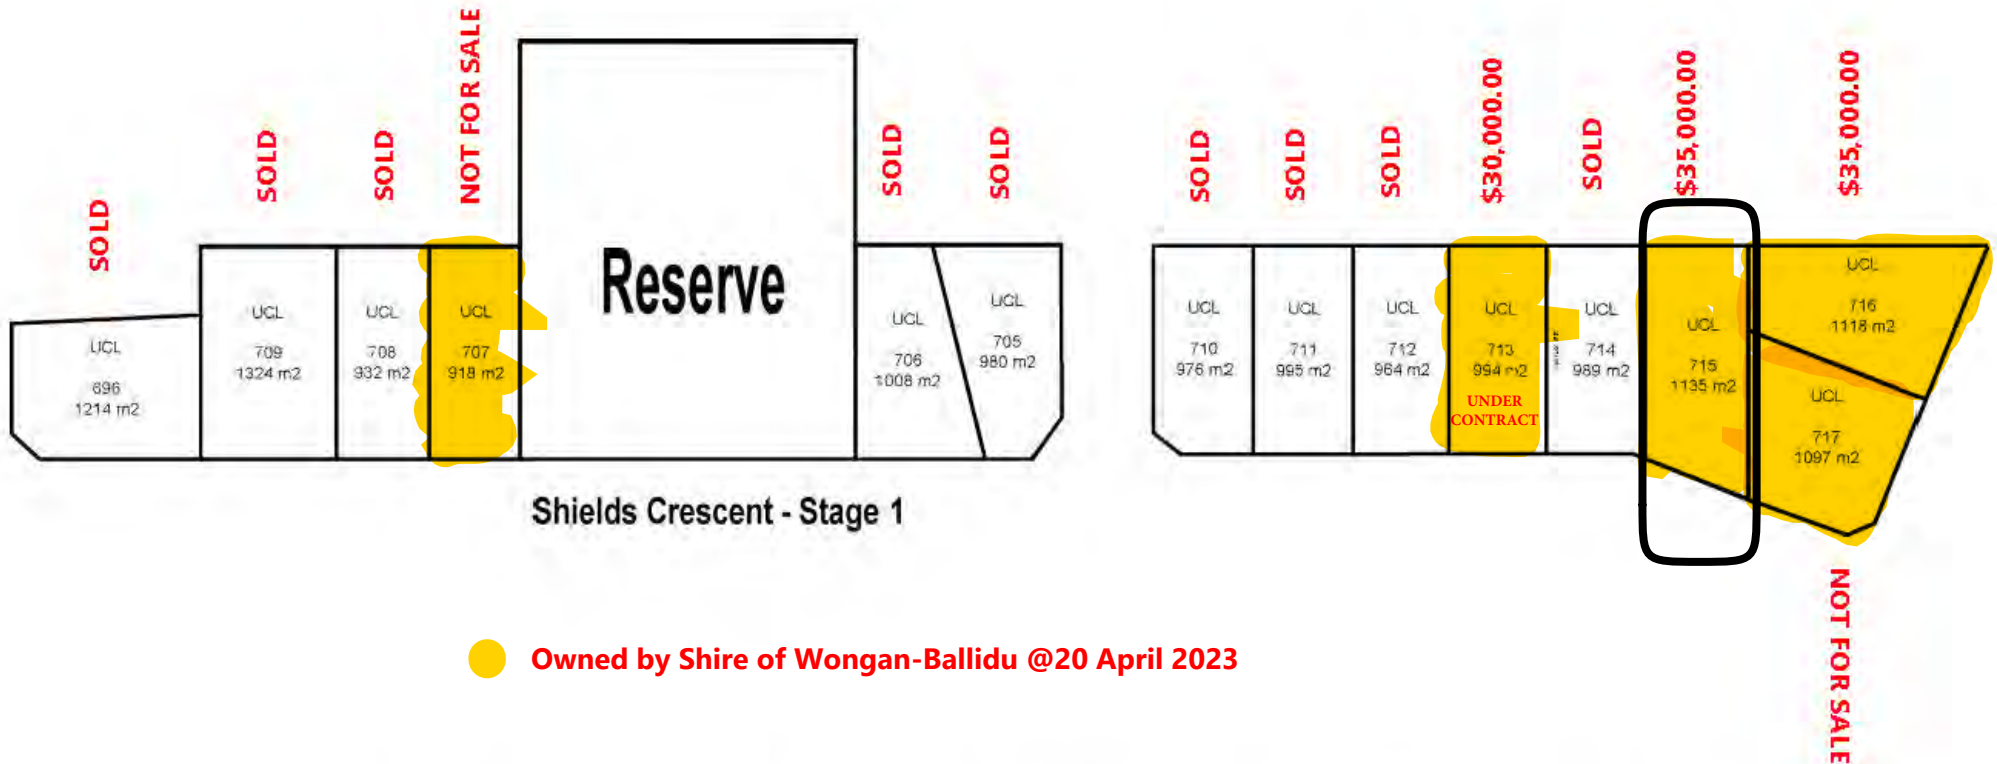 SOLD
SOLD
SOLD
NOT FOR SALE
SOLD
SOLD
SOLD
SOLD
SOLD
$30,000.00
SOLD
$35,000.00
$35,000.00
UCL
696
1214 m2
UCL
709
1324 m2
UCL
708
932 m2
UCL
707
918 m2
Reserve
UCL
706
1008 m2
UCL
705
980 m2
UCL
710
976 m2
UCL
711
995 m2
UCL
712
964 m2
UCL
713
994 m2
UNDER
CONTRACT
UCL
714
989 m2
UCL
715
1135 m2
UCL
716
1118 m2
UCL
717
1097 m2
Shields Crescent - Stage 1
NOT FOR SALE
Owned by Shire of Wongan-Ballidu @20 April 2023